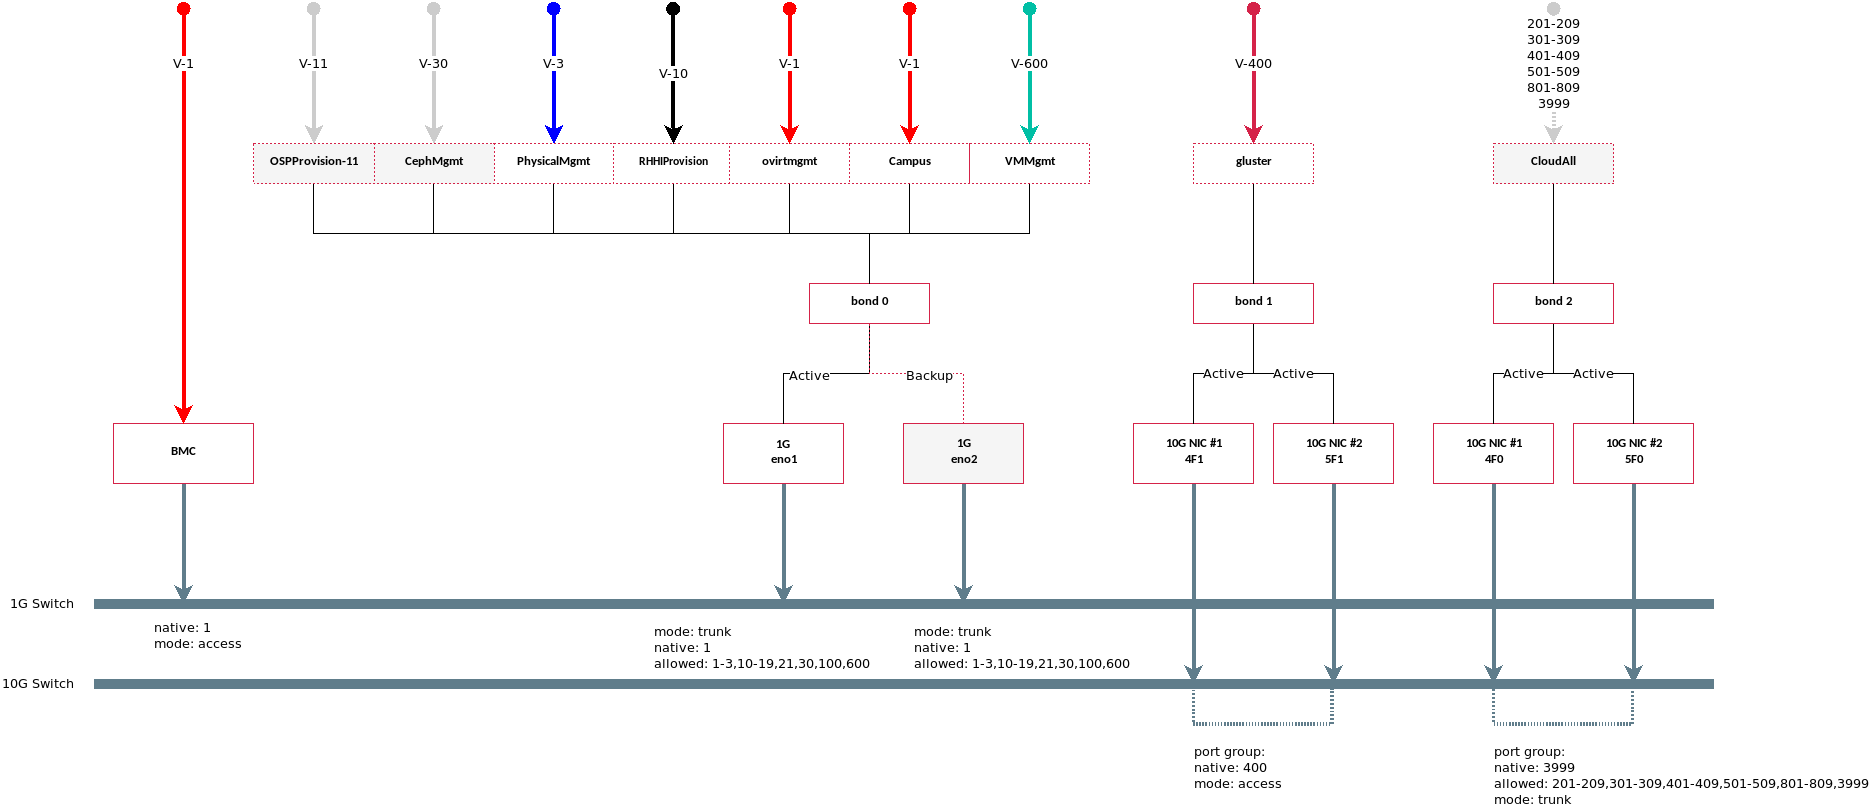 201-209
301-309
401-409
501-509
801-809
3999
V-1
V-11
V-30
V-3
V-10
V-1
V-1
V-600
V-400
OSPProvision-11
CephMgmt
PhysicalMgmt
RHHIProvision
ovirtmgmt
Campus
VMMgmt
gluster
CloudAll
bond 0
bond 1
bond 2
Active
Backup
Active
Active
Active
Active
BMC
1G
eno1
1G
eno2
10G NIC #1
4F1
10G NIC #2
5F1
10G NIC #1
4F0
10G NIC #2
5F0
1G Switch
native: 1
mode: access
mode: trunk
native: 1
allowed: 1-3,10-19,21,30,100,600
mode: trunk
native: 1
allowed: 1-3,10-19,21,30,100,600
10G Switch
port group:
native: 400
mode: access
port group:
native: 3999
allowed: 201-209,301-309,401-409,501-509,801-809,3999
mode: trunk